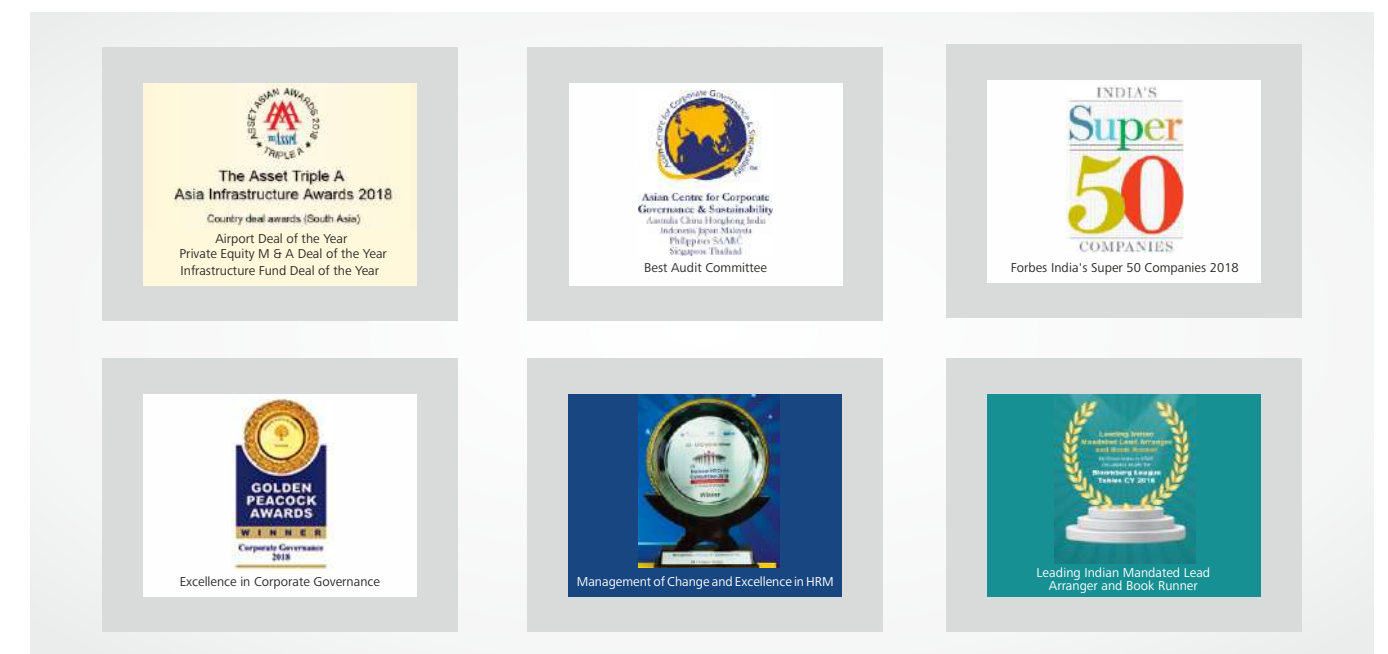 ASSET ASIAN AWARDS 2018
TRIPLE A
The Asset Triple A
Asia Infrastructure Awards 2018
Country deal awards (South Asia)
Airport Deal of the Year
Private Equity M & A Deal of the Year
Infrastructure Fund Deal of the Year
Asian Centre for Corporate Governance & Sustainability
Asian Centre for Corporate
Governance & Sustainability
Australia China Hongkong India
Indonesia Japan Malaysia
Philippines SAARC
Singapore Thailand
Best Audit Committee
INDIA'S
Super
50
COMPANIES
Forbes India's Super 50 Companies 2018
GOLDEN
PEACOCK
AWARDS
WINNER
Corporate Governance
2018
Excellence in Corporate Governance
Winner
Management of Change and Excellence in HRM
Leading Indian
Mandated Lead Arranger
and Book Runner
Bloomberg League
Tables CY 2018
Leading Indian Mandated Lead
Arranger and Book Runner